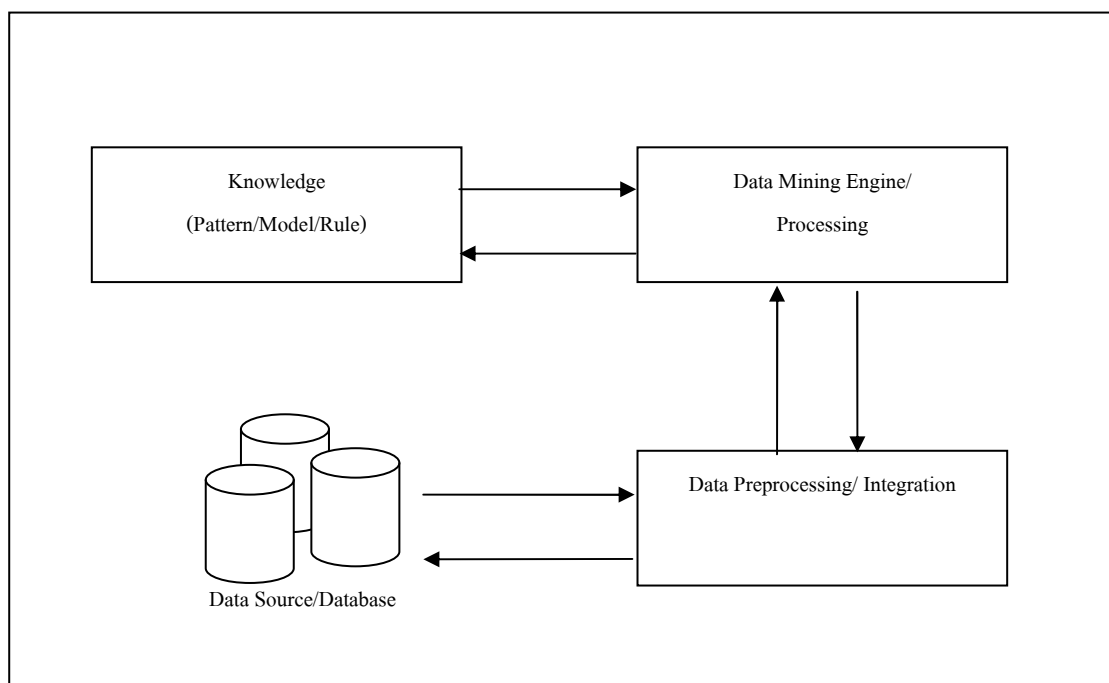 Knowledge
(Pattern/Model/Rule)
Data Mining Engine/
Processing
Data Preprocessing/ Integration
Data Source/Database